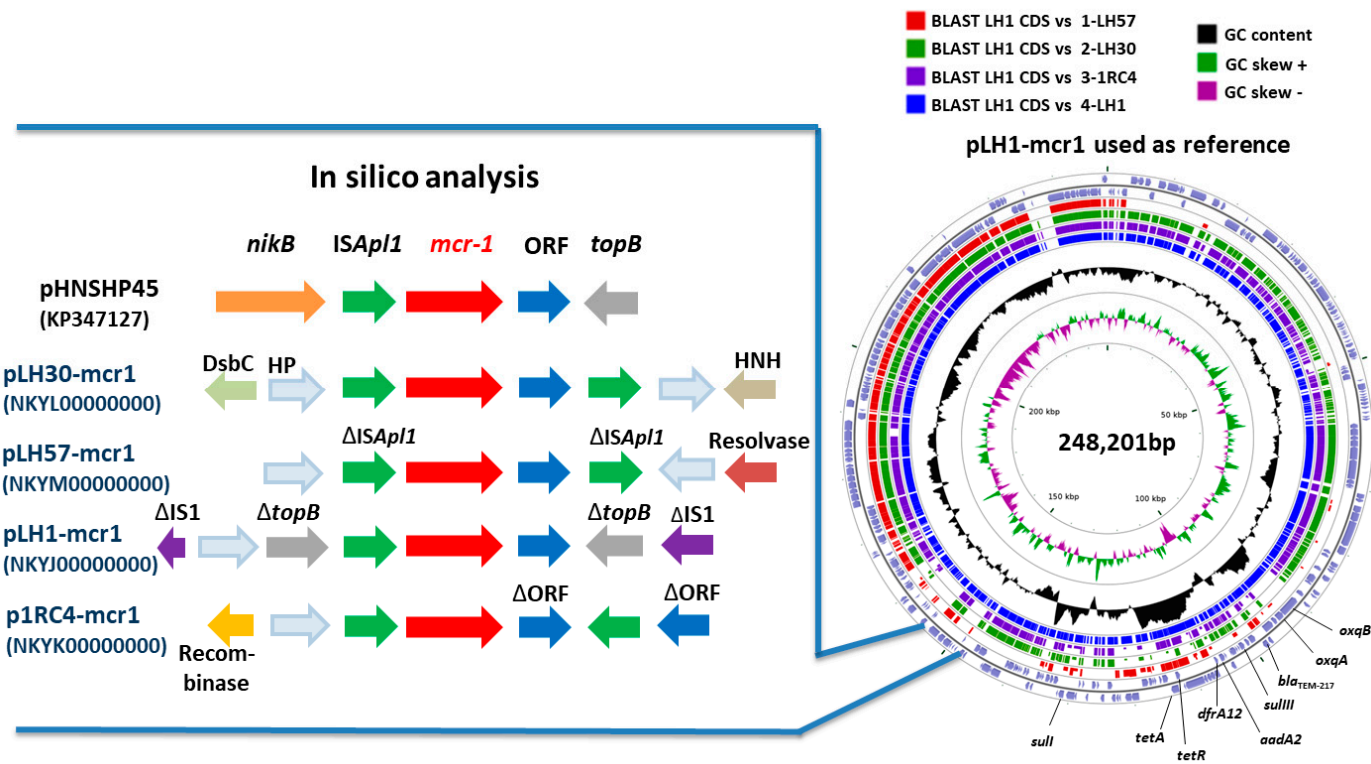 BLAST LH1 CDS vs 1-LH57
BLAST LH1 CDS vs 2-LH30
BLAST LH1 CDS vs 3-1RC4
BLAST LH1 CDS vs 4-LH1
GC content
GC skew +
GC skew -
pLH1-mcr1 used as reference
In silico analysis
nikB ISApl1 mcr-1 ORF topB
pHNSHP45
(KP347127)
DsbC HP HNH
pLH30-mcr1
(NKYL00000000)
ΔISApl1 ΔISApl1 Resolvase
pLH57-mcr1
(NKYM00000000)
ΔIS1 ΔtopB ΔtopB ΔIS1
pLH1-mcr1
(NKYJ00000000)
ΔORF ΔORF
p1RC4-mcr1
(NKYK00000000)
Recom-
binase
200 kbp
50 kbp
248,201bp
150 kbp
100 kbp
oxqB
oxqA
blaTEM-217
sulIII
dfrA12
aadA2
tetA
tetR
sulI